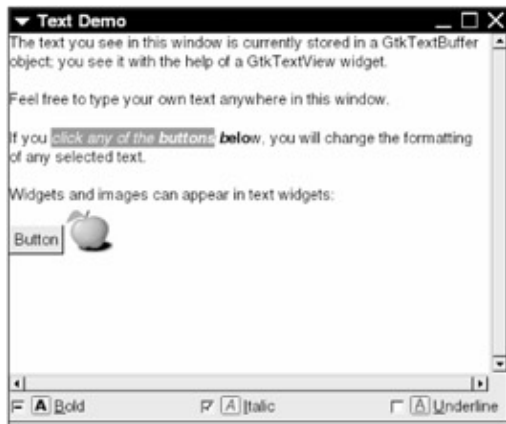 Text Demo
The text you see in this window is currently stored in a GtkTextBuffer
object; you see it with the help of a GtkTextView widget.
Feel free to type your own text anywhere in this window.
If you click any of the buttons below, you will change the formatting
of any selected text.
Widgets and images can appear in text widgets:
Button
A Bold A Italic A Underline